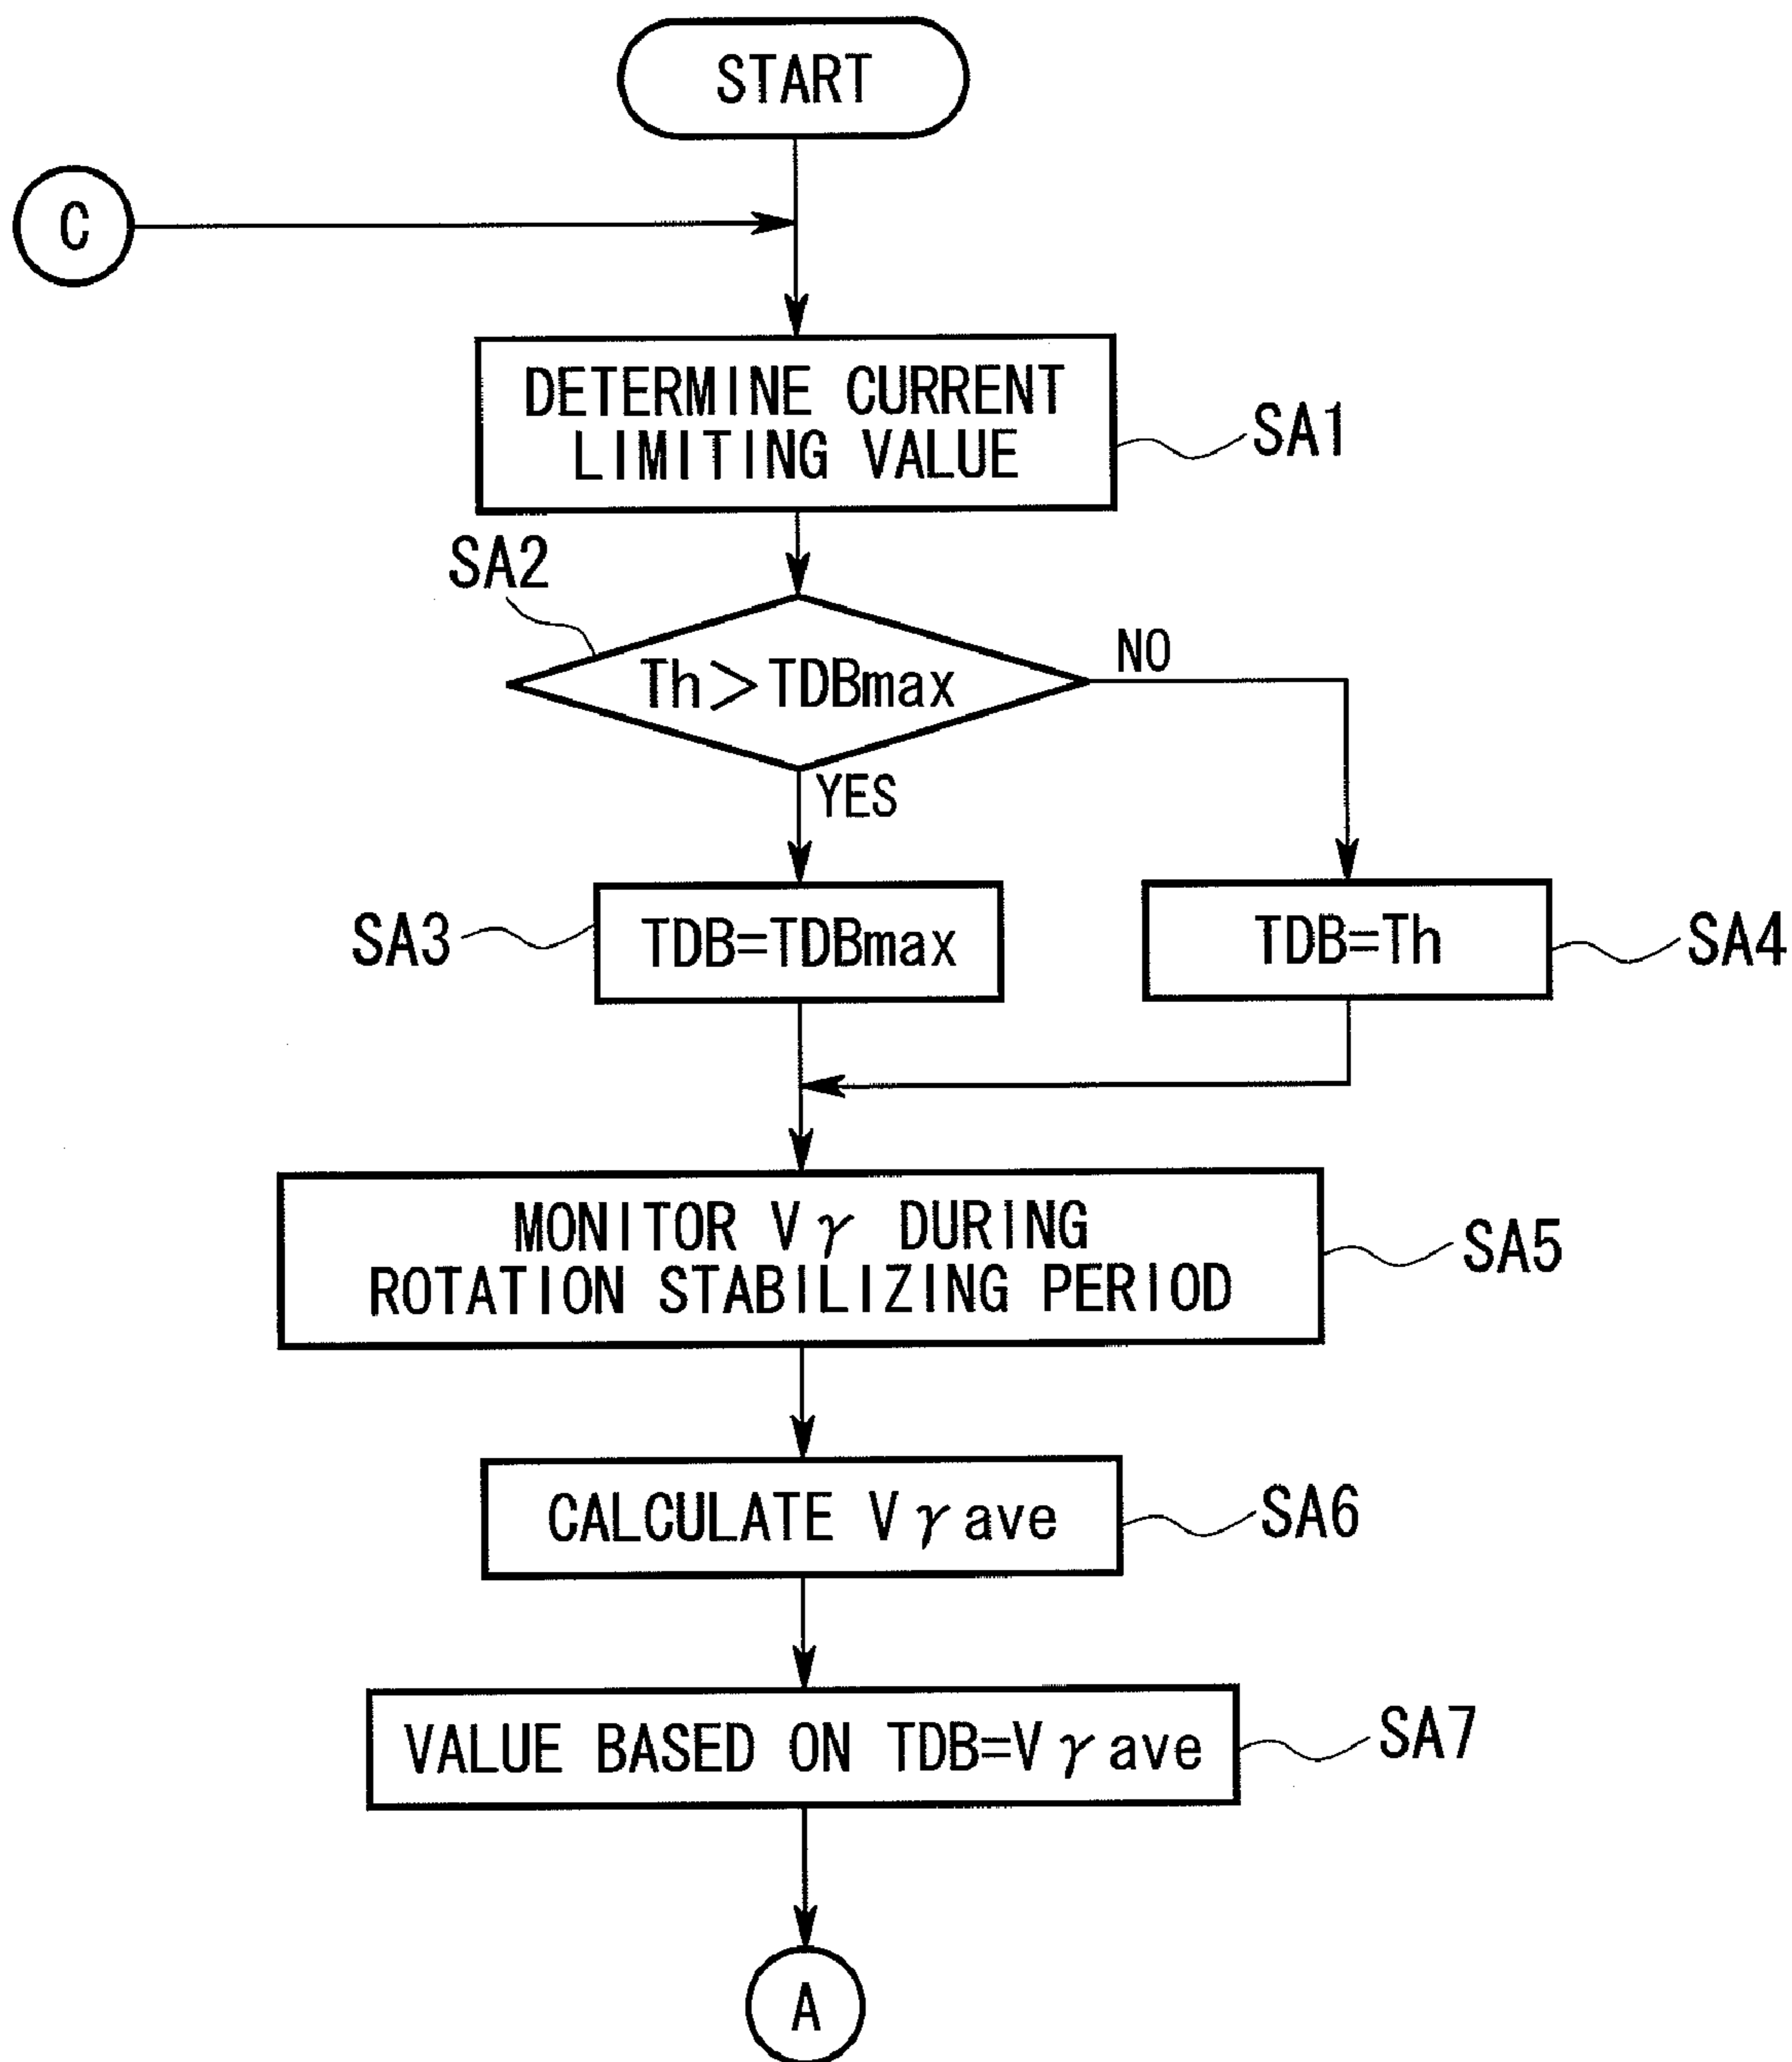 START
C
DETERMINE CURRENT
LIMITING VALUE
SA1
SA2
Th>TDBmax
NO
YES
SA3
TDB=TDBmax
TDB=Th
SA4
MONITOR Vγ DURING
ROTATION STABILIZING PERIOD
SA5
CALCULATE Vγave
SA6
VALUE BASED ON TDB=Vγave
SA7
A